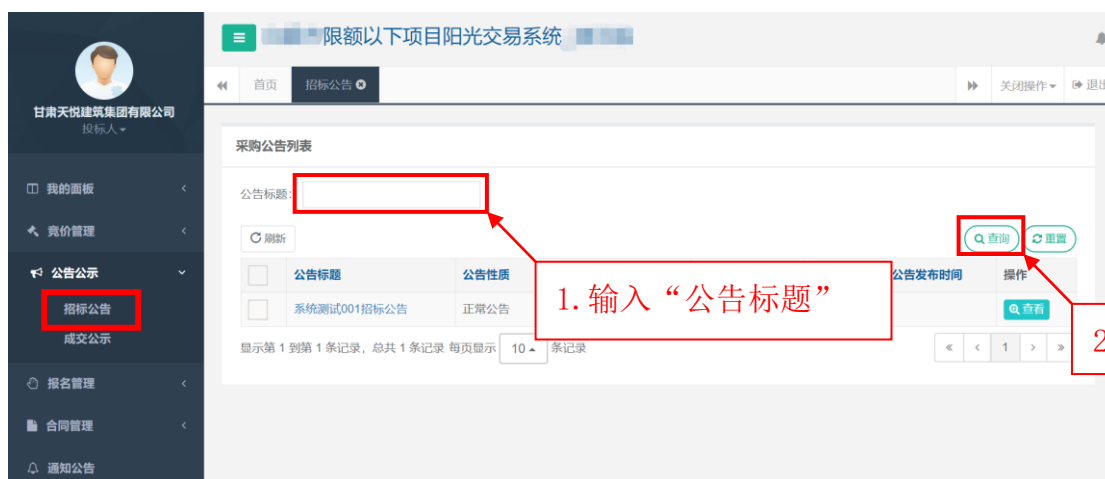 限额以下项目阳光交易系统
首页 招标公告 关闭操作 退出
甘肃天悦建筑集团有限公司
投标人
采购公告列表
我的面板
公告标题:
竞价管理
刷新 查询 重置
公告公示
公告标题 公告性质 公告发布时间 操作
招标公告
系统测试001招标公告 正常公告 查看
1.输入“公告标题”
2
成交公示
显示第 1 到第 1 条记录，总共 1 条记录 每页显示 10 条记录 « ‹ 1 › »
报名管理
合同管理
通知公告